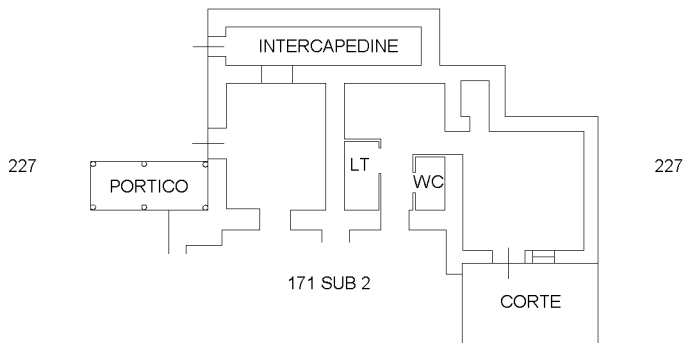 INTERCAPEDINE
227
LT
227
PORTICO
WC
171 SUB 2
CORTE